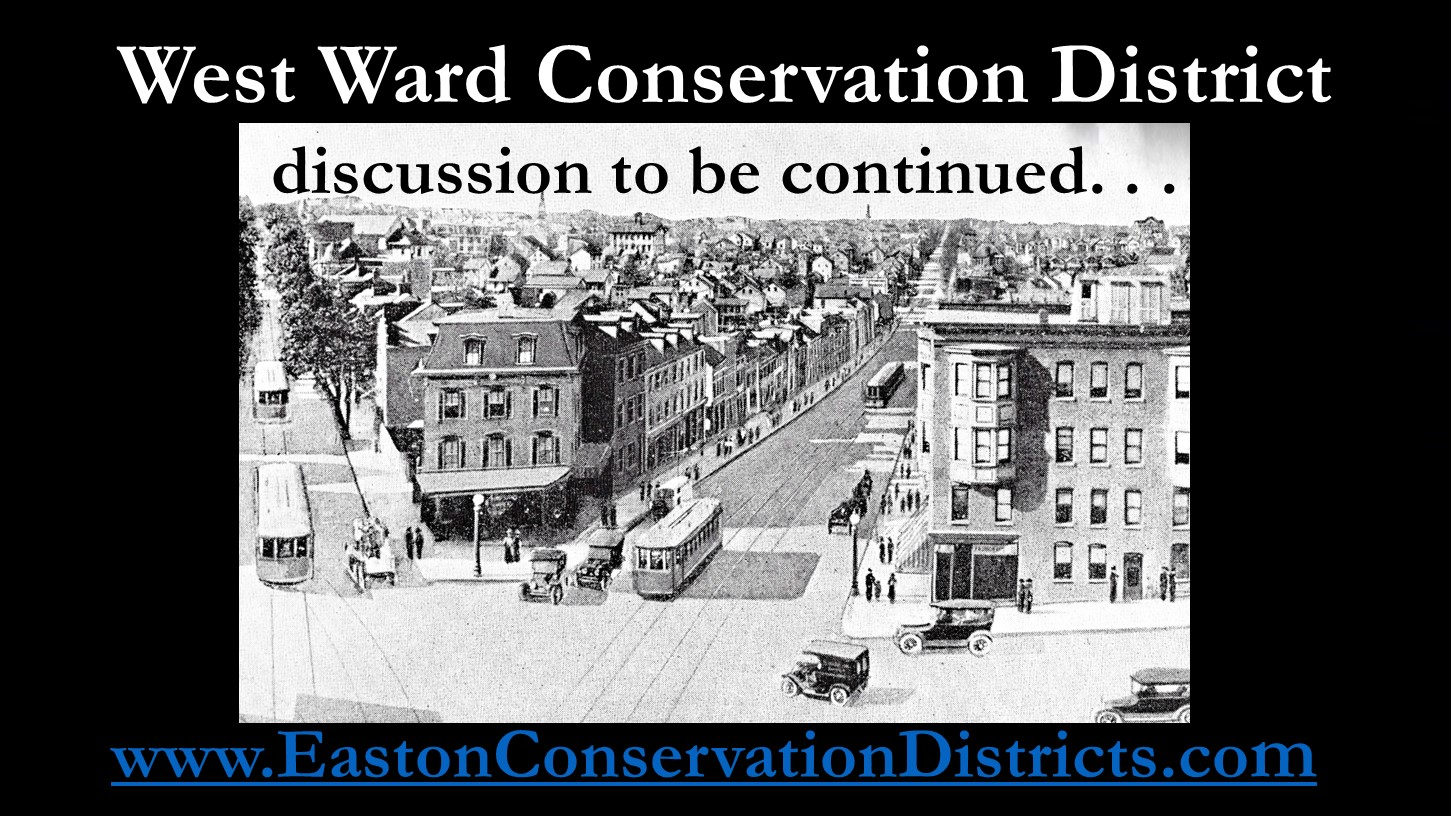 West Ward Conservation District
discussion to be continued. . .
www.EastonConservationDistricts.com